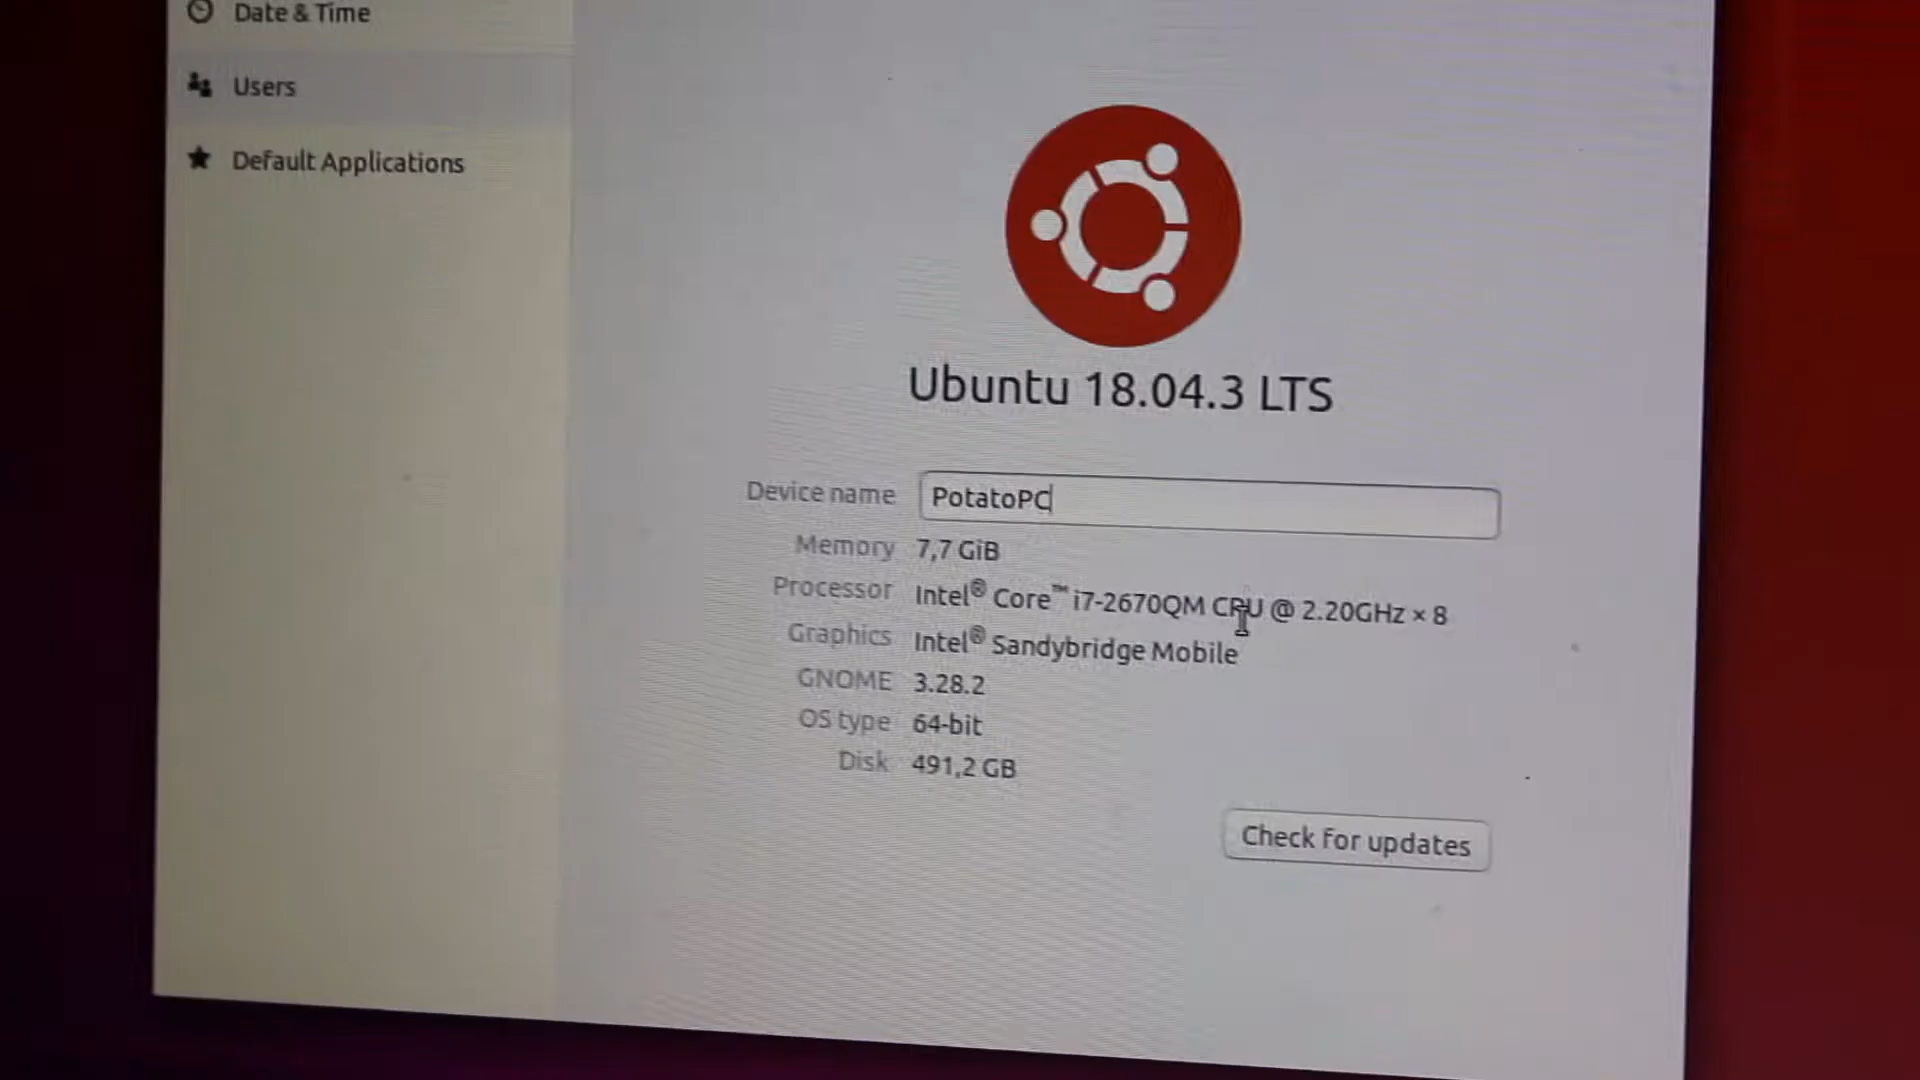 Date & Time
Users
Default Applications
Ubuntu 18.04.3 LTS
Device name PotatoPC
Memory 7,7 GiB
Processor Intel® Core™ i7-2670QM CPU @ 2.20GHz × 8
Graphics Intel® Sandybridge Mobile
GNOME 3.28.2
OS type 64-bit
Disk 491,2 GB
Check for updates